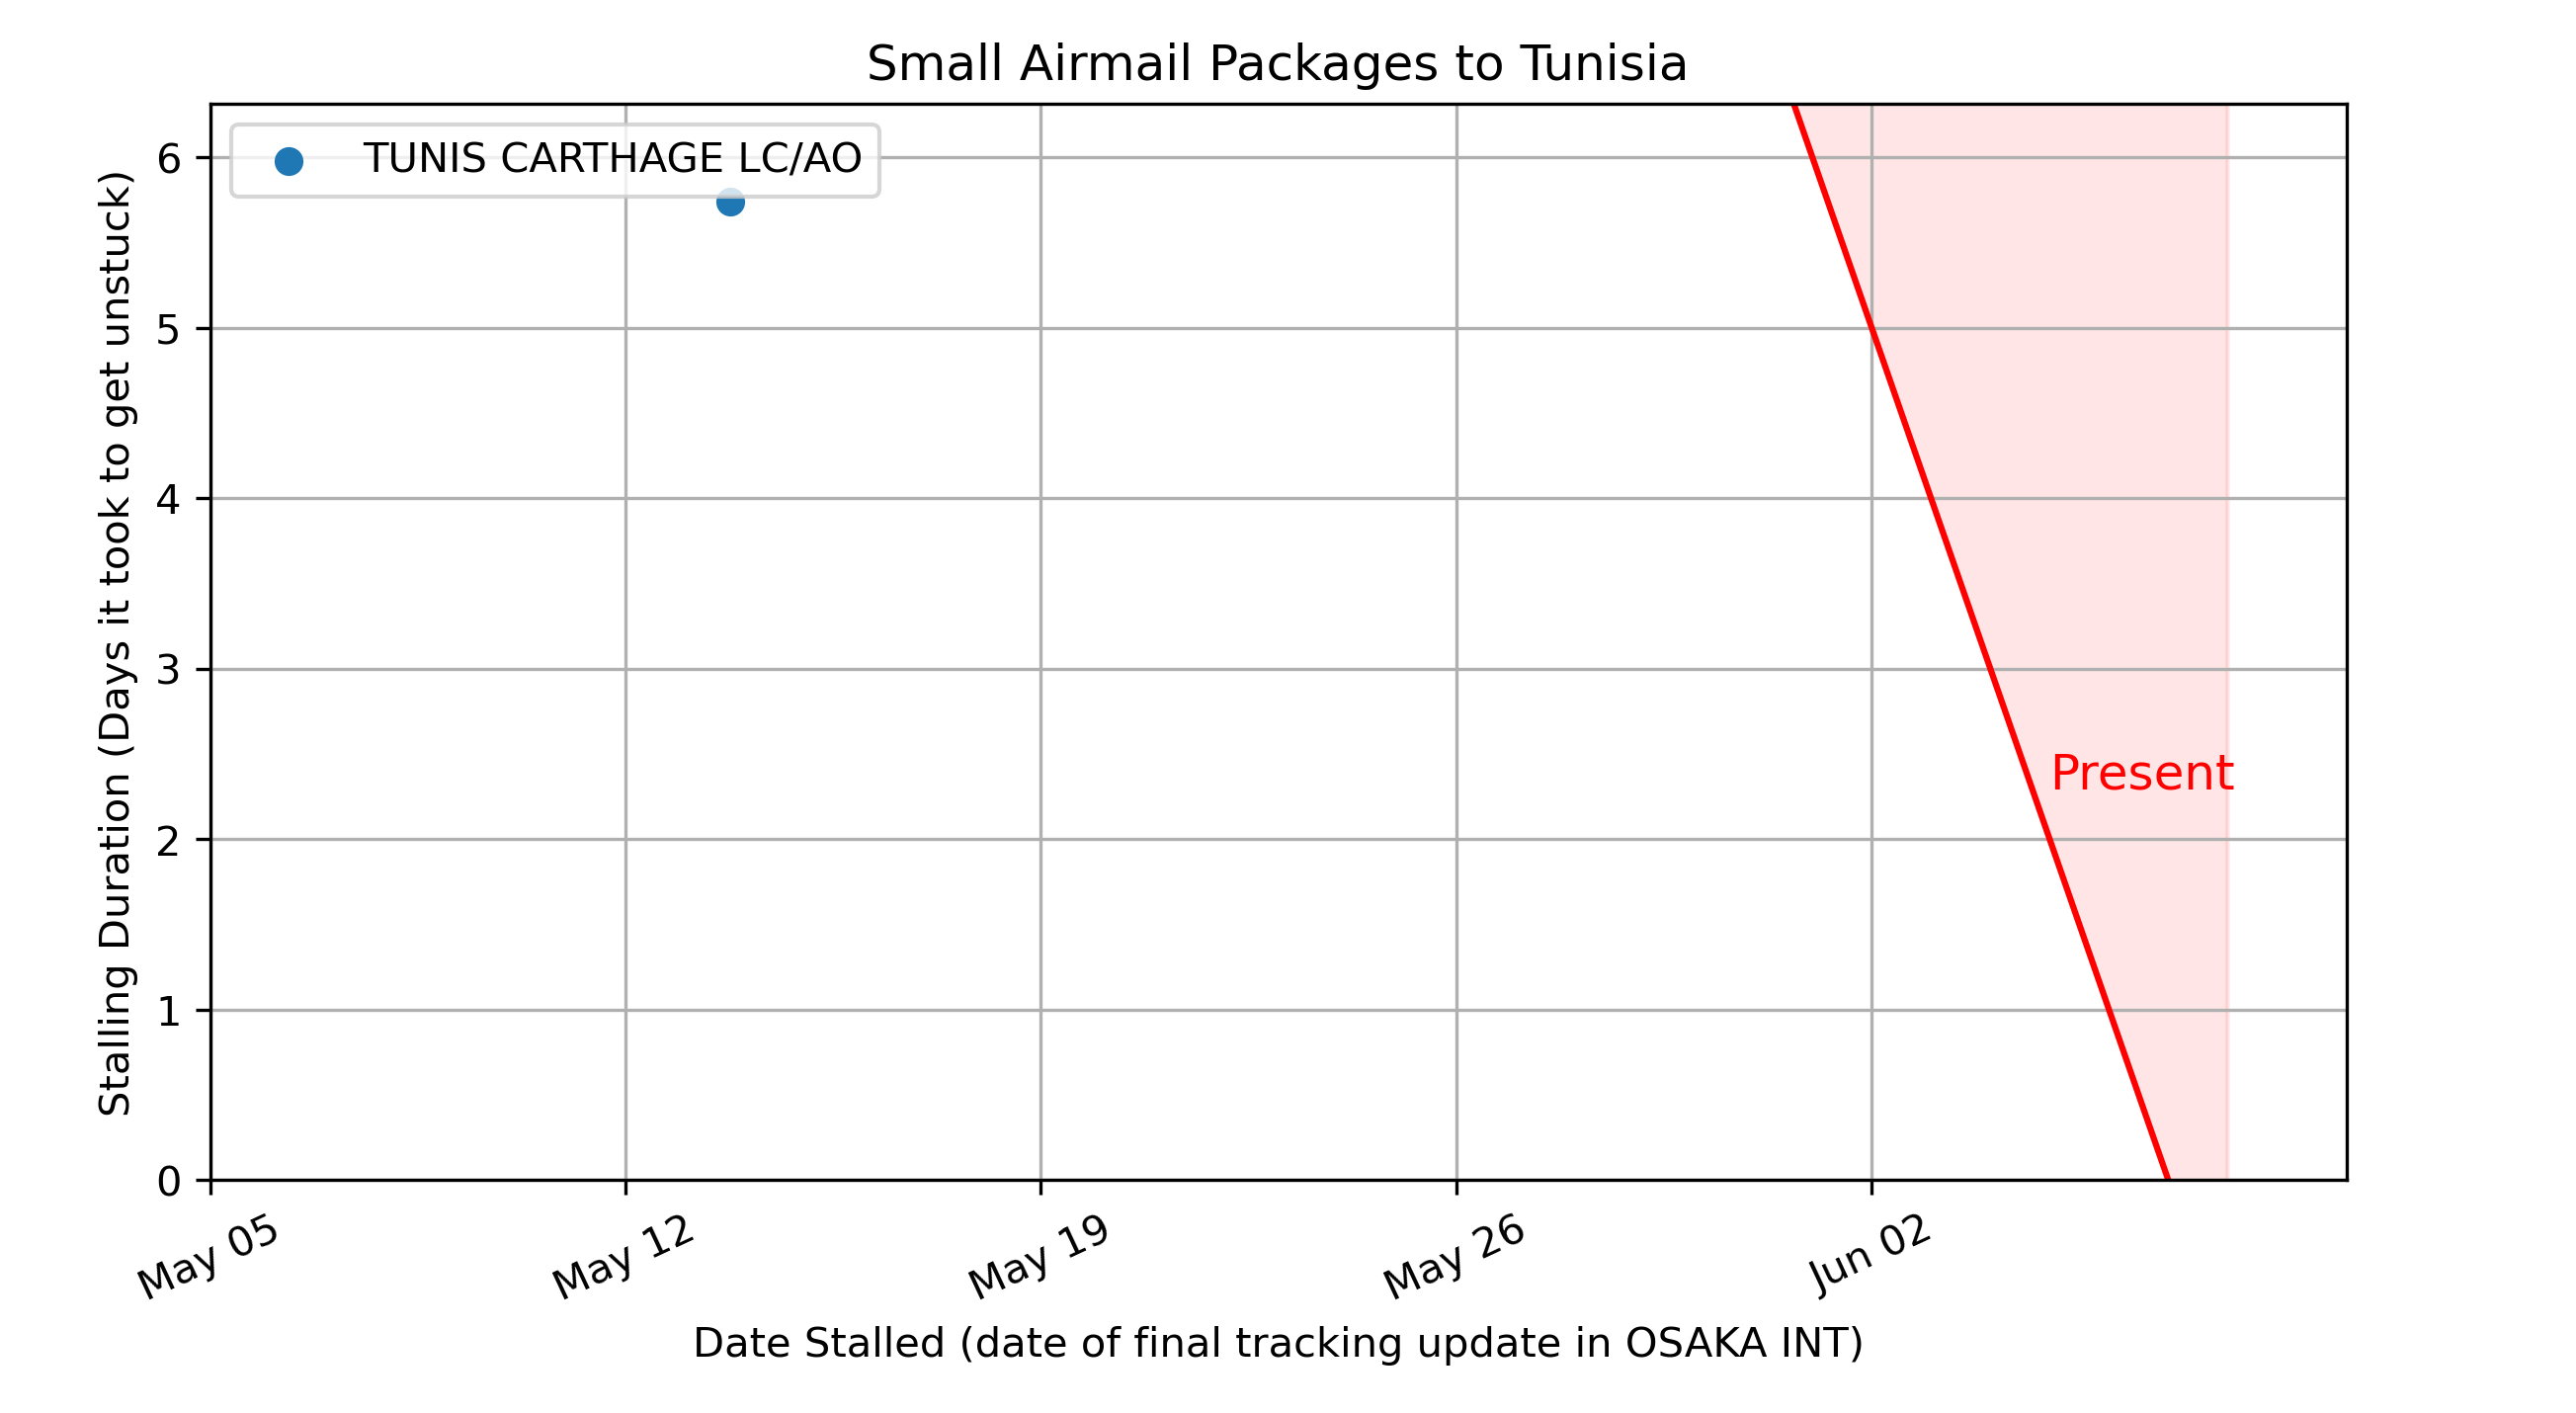 Small Airmail Packages to Tunisia
TUNIS CARTHAGE LC/AO
6
5
4
3
2
1
0
Stalling Duration (Days it took to get unstuck)
Present
May 05
May 12
May 19
May 26
Jun 02
Date Stalled (date of final tracking update in OSAKA INT)